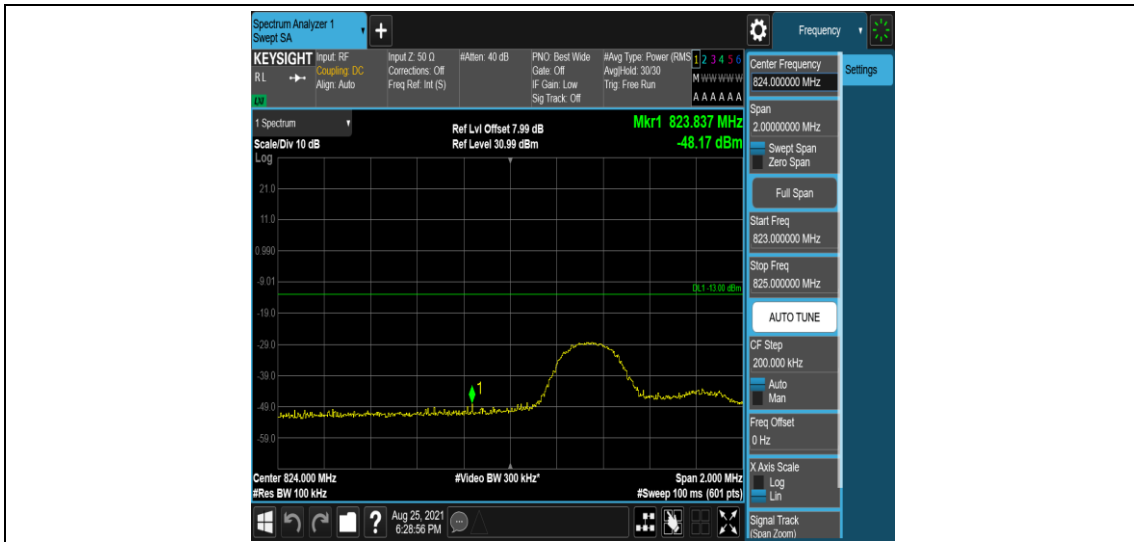 Spectrum Analyzer 1
Swept SA
+
Frequency
KEYSIGHT
RL
LXI
Input: RF
Coupling: DC
Align: Auto
Input Z: 50 Ω
Corrections: Off
Freq Ref: Int (S)
#Atten: 40 dB
PNO: Best Wide
Gate: Off
IF Gain: Low
Sig Track: Off
#Avg Type: Power (RMS
Avg|Hold: 30/30
Trig: Free Run
1 2 3 4 5 6
M W W W W W
A A A A A A
1 Spectrum
Scale/Div 10 dB
Log
Ref Lvl Offset 7.99 dB
Ref Level 30.99 dBm
Mkr1 823.837 MHz
-48.17 dBm
21.0
11.0
0.990
-9.01
DL1 -13.00 dBm
-19.0
-29.0
-39.0
1
-49.0
-59.0
Center 824.000 MHz
#Res BW 100 kHz
#Video BW 300 kHz*
Span 2.000 MHz
#Sweep 100 ms (601 pts)
Center Frequency
824.000000 MHz
Settings
Span
2.00000000 MHz
Swept Span
Zero Span
Full Span
Start Freq
823.000000 MHz
Stop Freq
825.000000 MHz
AUTO TUNE
CF Step
200.000 kHz
Auto
Man
Freq Offset
0 Hz
X Axis Scale
Log
Lin
Signal Track
(Span Zoom)
?
Aug 25, 2021
6:28:56 PM